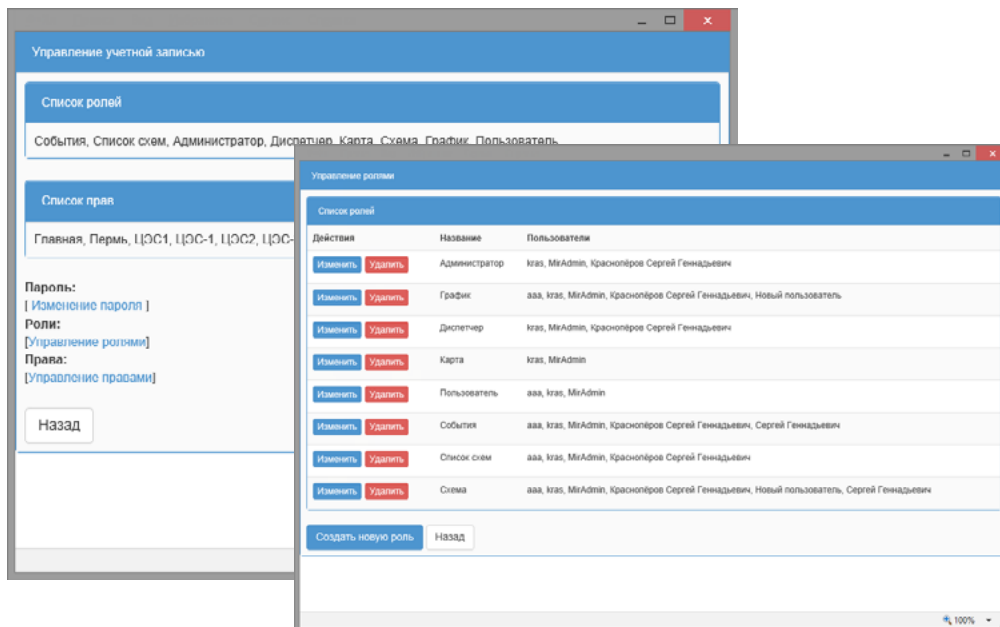 Управление учетной записью
Список ролей
События, Список схем, Администратор, Диспетчер, Карта, Схема, График, Пользователь
Список прав
Главная, Пермь, ЦЭС1, ЦЭС-1, ЦЭС2, ЦЭС-
Пароль:
[ Изменение пароля ]
Роли:
[Управление ролями]
Права:
[Управление правами]
Назад
Управление ролями
Список ролей
Действия Название Пользователи
Изменить Удалить Администратор kras, MirAdmin, Краснопёров Сергей Геннадьевич
Изменить Удалить График aaa, kras, MirAdmin, Краснопёров Сергей Геннадьевич, Новый пользователь
Изменить Удалить Диспетчер kras, MirAdmin, Краснопёров Сергей Геннадьевич
Изменить Удалить Карта kras, MirAdmin
Изменить Удалить Пользователь aaa, kras, MirAdmin
Изменить Удалить События aaa, kras, MirAdmin, Краснопёров Сергей Геннадьевич, Сергей Геннадьевич
Изменить Удалить Список схем aaa, kras, MirAdmin, Краснопёров Сергей Геннадьевич
Изменить Удалить Схема aaa, kras, MirAdmin, Краснопёров Сергей Геннадьевич, Новый пользователь, Сергей Геннадьевич
Создать новую роль Назад
100%